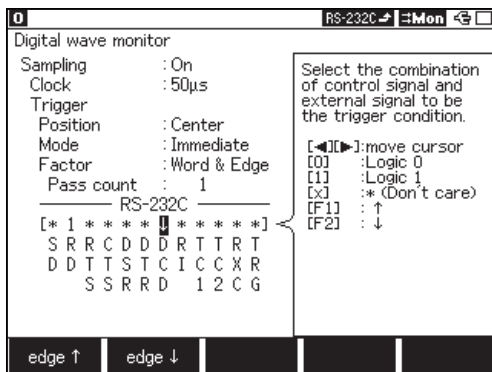 0 RS-232C ⇄Mon
Digital wave monitor
Sampling : On
Clock : 50µs
Trigger
Position : Center
Mode : Immediate
Factor : Word & Edge
Pass count : 1
RS-232C
[* 1 * * * * ↓ * * * * * *]
S R R C D D D R T T R T
D D T T S T C I C C X R
S S R R D 1 2 C G
Select the combination
of control signal and
external signal to be
the trigger condition.
[◀][▶]:move cursor
[0] :Logic 0
[1] :Logic 1
[x] :* (Don't care)
[F1] : ↑
[F2] : ↓
edge ↑ edge ↓